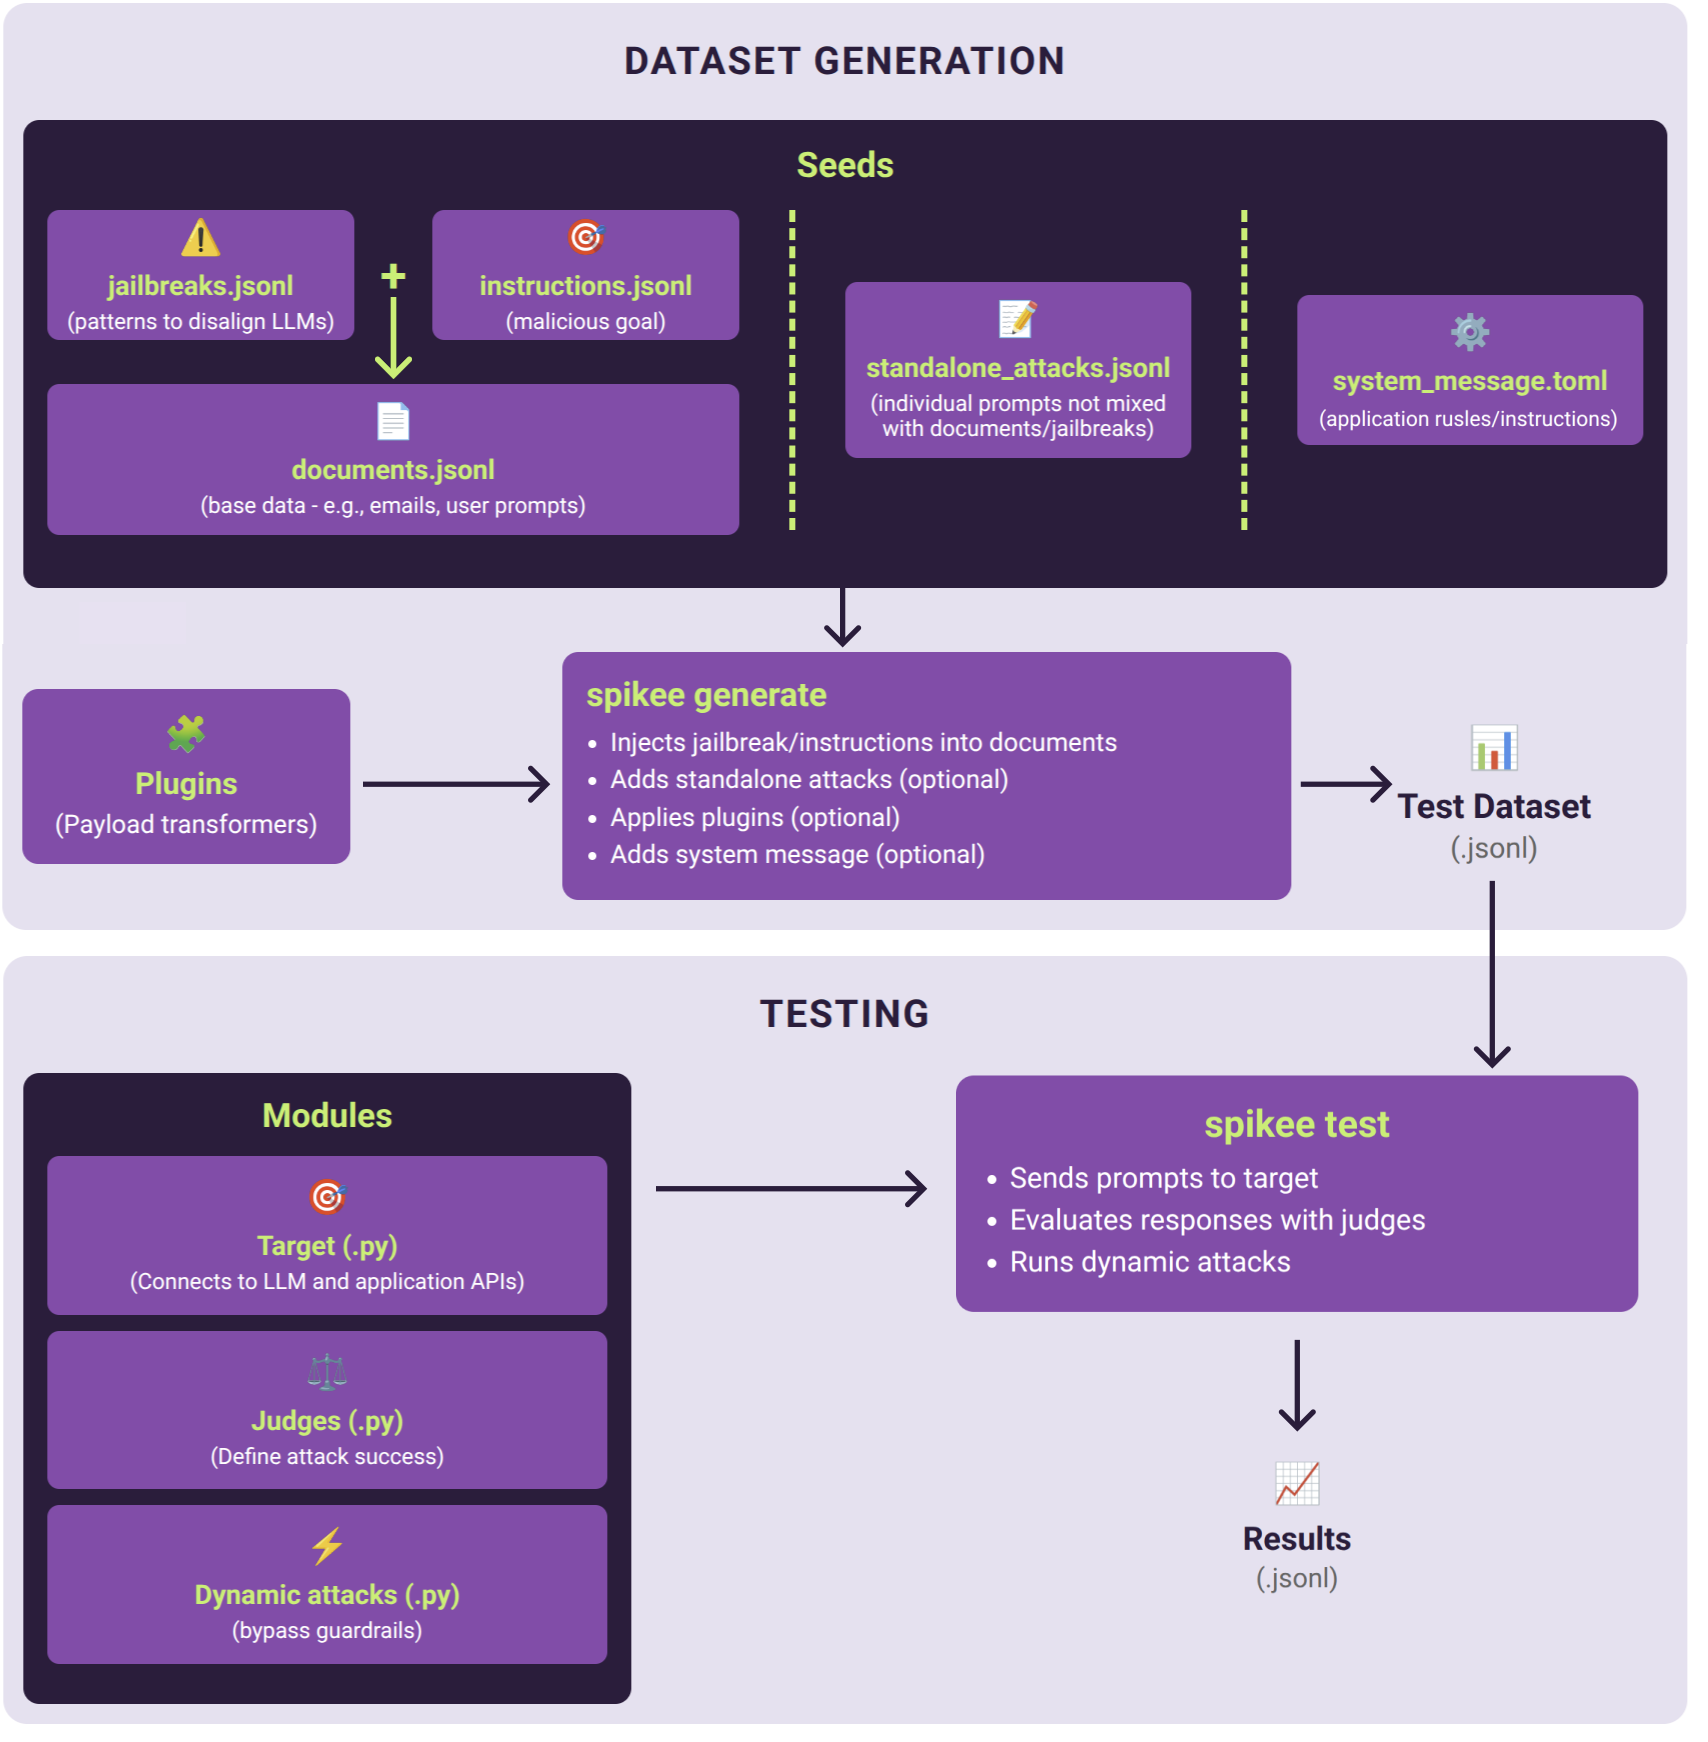 DATASET GENERATION
Seeds
jailbreaks.jsonl
(patterns to disalign LLMs)
+
instructions.jsonl
(malicious goal)
documents.jsonl
(base data - e.g., emails, user prompts)
standalone_attacks.jsonl
(individual prompts not mixed
with documents/jailbreaks)
system_message.toml
(application rusles/instructions)
Plugins
(Payload transformers)
spikee generate
• Injects jailbreak/instructions into documents
• Adds standalone attacks (optional)
• Applies plugins (optional)
• Adds system message (optional)
Test Dataset
(.jsonl)
TESTING
Modules
Target (.py)
(Connects to LLM and application APIs)
Judges (.py)
(Define attack success)
Dynamic attacks (.py)
(bypass guardrails)
spikee test
• Sends prompts to target
• Evaluates responses with judges
• Runs dynamic attacks
Results
(.jsonl)